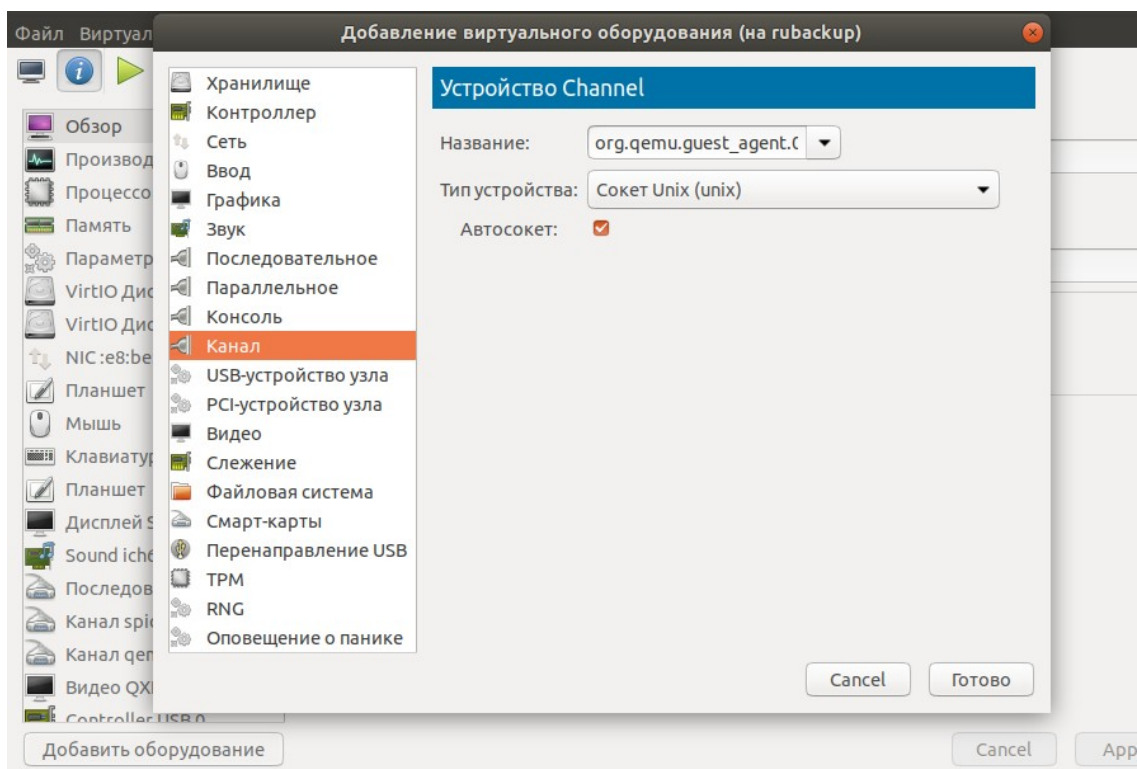 Файл Виртуал
Добавление виртуального оборудования (на rubackup)
Обзор
Производ
Процессо
Память
Параметр
VirtIO Дис
VirtIO Дис
NIC :e8:be
Планшет
Мышь
Клавиатур
Планшет
Дисплей S
Sound ich6
Последов
Канал spic
Канал qem
Видео QXL
Controller USB 0
Добавить оборудование
Хранилище
Контроллер
Сеть
Ввод
Графика
Звук
Последовательное
Параллельное
Консоль
Канал
USB-устройство узла
PCI-устройство узла
Видео
Слежение
Файловая система
Смарт-карты
Перенаправление USB
TPM
RNG
Оповещение о панике
Устройство Channel
Название: org.qemu.guest_agent.0
Тип устройства: Сокет Unix (unix)
Автосокет:
Cancel Готово
Cancel App